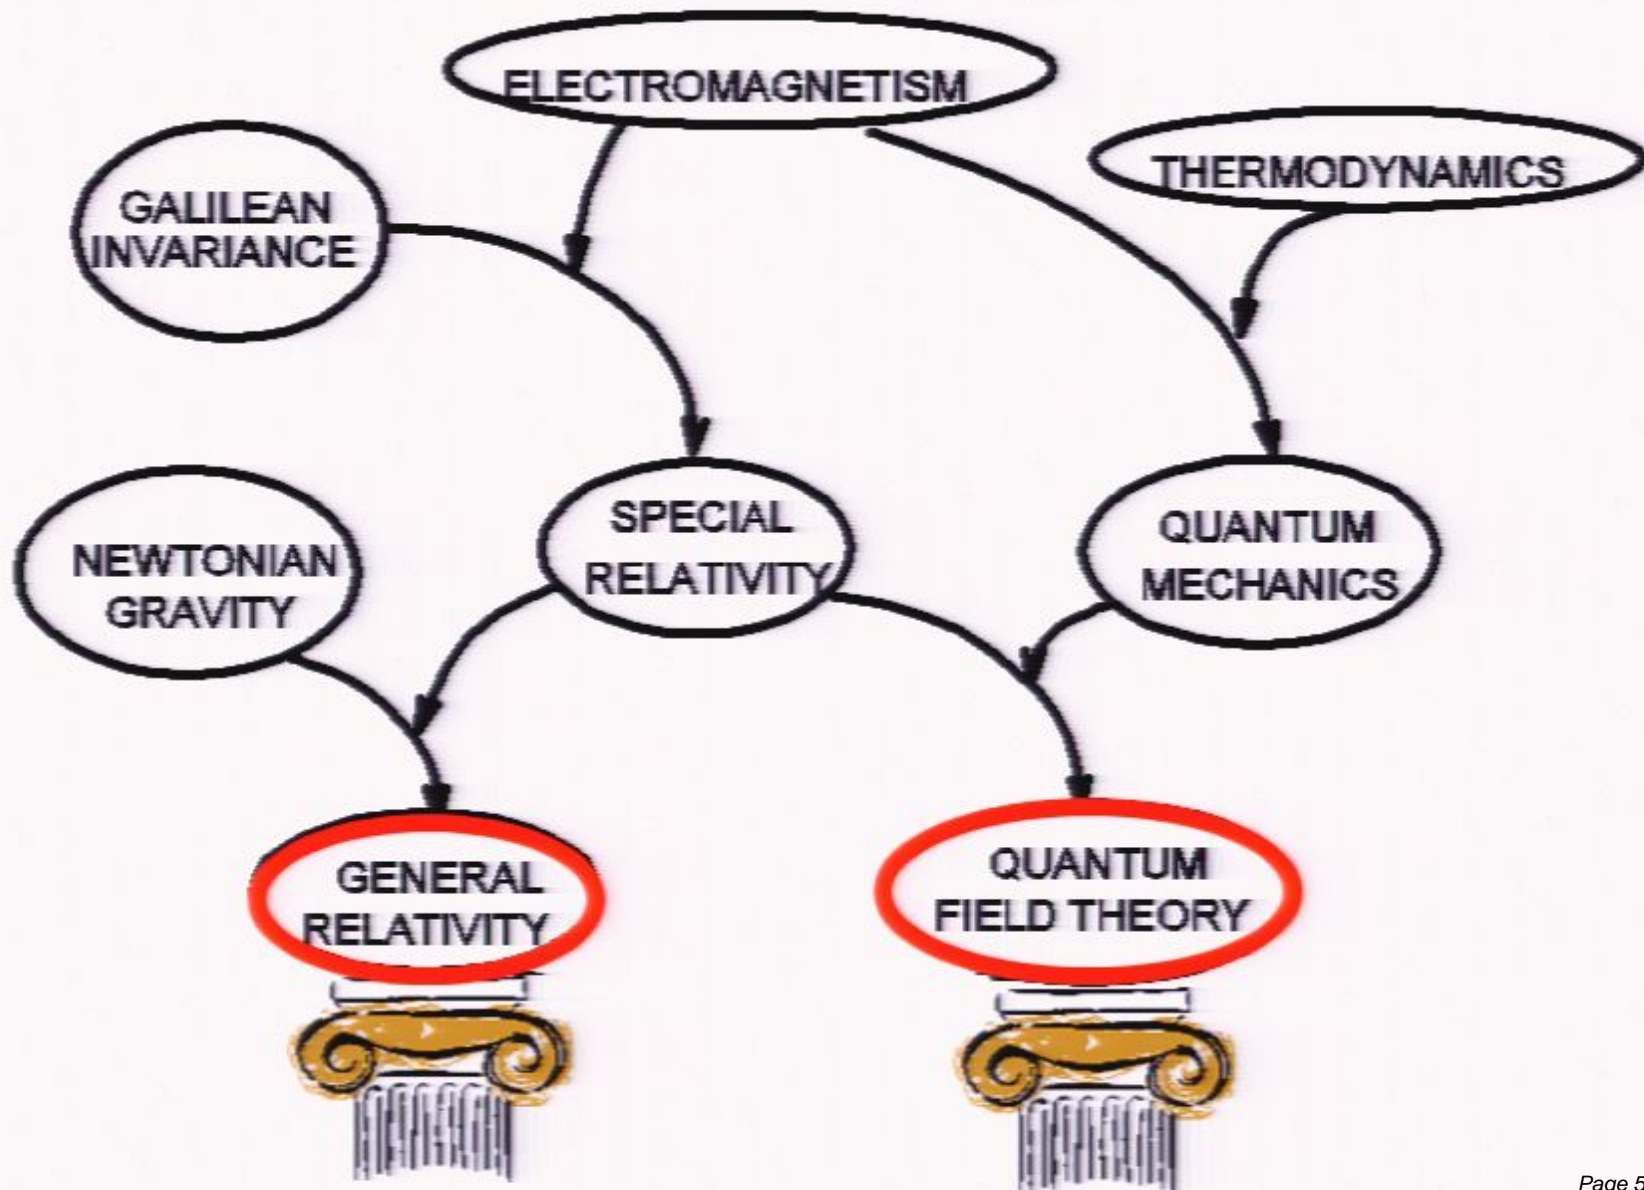 ELECTROMAGNETISM
THERMODYNAMICS
GALILEAN
INVARIANCE
SPECIAL
RELATIVITY
QUANTUM
MECHANICS
NEWTONIAN
GRAVITY
GENERAL
RELATIVITY
QUANTUM
FIELD THEORY
Page 5